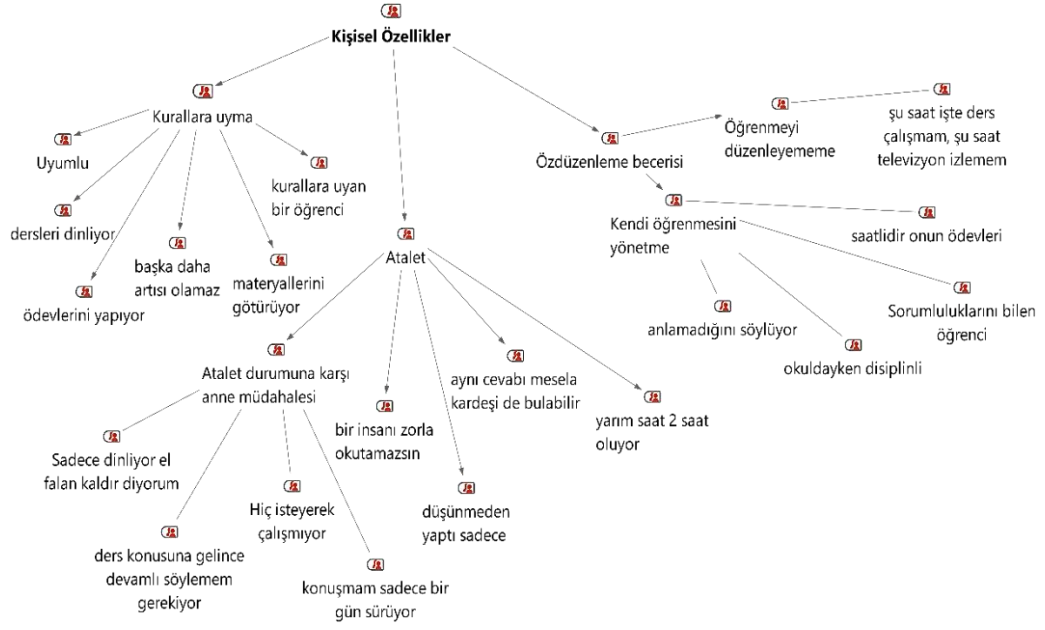 Kişisel Özellikler
Kurallara uyma
Uyumlu
dersleri dinliyor
ödevlerini yapıyor
başka daha
artısı olamaz
materyallerini
götürüyor
kurallara uyan
bir öğrenci
Atalet
Atalet durumuna karşı
anne müdahalesi
Sadece dinliyor el
falan kaldır diyorum
ders konusuna gelince
devamlı söylemem
gerekiyor
Hiç isteyerek
çalışmıyor
konuşmam sadece bir
gün sürüyor
bir insanı zorla
okutamazsın
düşünmeden
yaptı sadece
aynı cevabı mesela
kardeşi de bulabilir
yarım saat 2 saat
oluyor
Özdüzenleme becerisi
Öğrenmeyi
düzenleyememe
şu saat işte ders
çalışmam, şu saat
televizyon izlemem
Kendi öğrenmesini
yönetme
saatlidir onun ödevleri
Sorumluluklarını bilen
öğrenci
okuldayken disiplinli
anlamadığını söylüyor